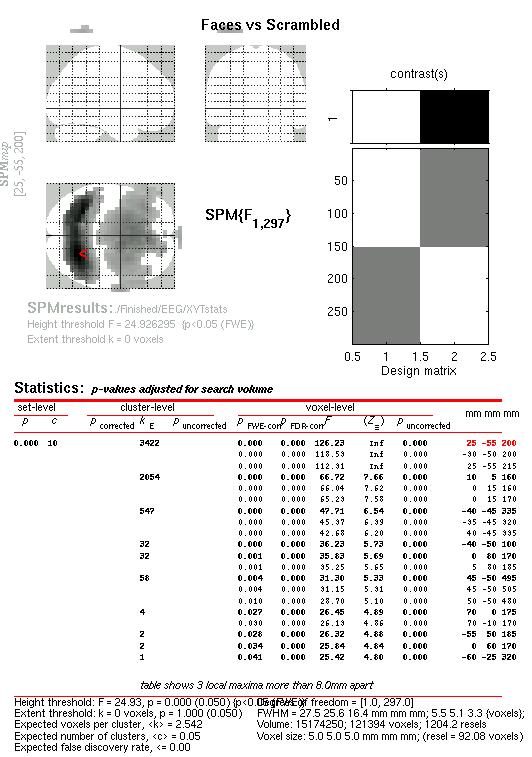 Faces vs Scrambled
contrast(s)
1
SPMmip
[25, -55, 200]
50
SPM{F1,297}
100
150
200
250
SPMresults: ./Finished/EEG/XYTstats
Height threshold F = 24.926295 {p<0.05 (FWE)}
Extent threshold k = 0 voxels
0.5 1 1.5 2 2.5
Design matrix
Statistics: p-values adjusted for search volume
set-level cluster-level voxel-level mm mm mm
p c p corrected k E p uncorrected p FWE-corr p FDR-corr F (Z≡) p uncorrected
0.000 10 3422 0.000 0.000 126.23 Inf 0.000 25 -55 200
0.000 0.000 118.53 Inf 0.000 -30 -50 200
0.000 0.000 112.31 Inf 0.000 25 -55 215
2054 0.000 0.000 66.72 7.66 0.000 10 5 160
0.000 0.000 66.04 7.62 0.000 0 15 160
0.000 0.000 65.23 7.58 0.000 0 15 170
547 0.000 0.000 47.71 6.54 0.000 -40 -45 335
0.000 0.000 45.37 6.39 0.000 -35 -45 320
0.000 0.000 42.68 6.20 0.000 40 -45 335
32 0.000 0.000 36.23 5.73 0.000 -40 -50 100
32 0.001 0.000 35.83 5.69 0.000 0 80 170
0.001 0.000 35.25 5.65 0.000 5 80 185
58 0.004 0.000 31.30 5.33 0.000 45 -50 495
0.004 0.000 31.15 5.31 0.000 45 -50 505
0.010 0.000 28.70 5.10 0.000 50 -50 480
4 0.027 0.000 26.45 4.89 0.000 70 0 175
0.030 0.000 26.13 4.86 0.000 70 -10 170
2 0.028 0.000 26.32 4.88 0.000 -55 50 185
2 0.034 0.000 25.84 4.84 0.000 0 60 170
1 0.041 0.000 25.42 4.80 0.000 -60 -25 320
table shows 3 local maxima more than 8.0mm apart
Height threshold: F = 24.93, p = 0.000 (0.050) {p<0.05 (FWE)}
Degrees of freedom = [1.0, 297.0]
Extent threshold: k = 0 voxels, p = 1.000 (0.050)
FWHM = 27.5 25.6 16.4 mm mm mm; 5.5 5.1 3.3 {voxels};
Expected voxels per cluster, <k> = 2.542
Volume: 15174250; 121394 voxels; 1204.2 resels
Expected number of clusters, <c> = 0.05
Voxel size: 5.0 5.0 5.0 mm mm mm; (resel = 92.08 voxels)
Expected false discovery rate, <= 0.00